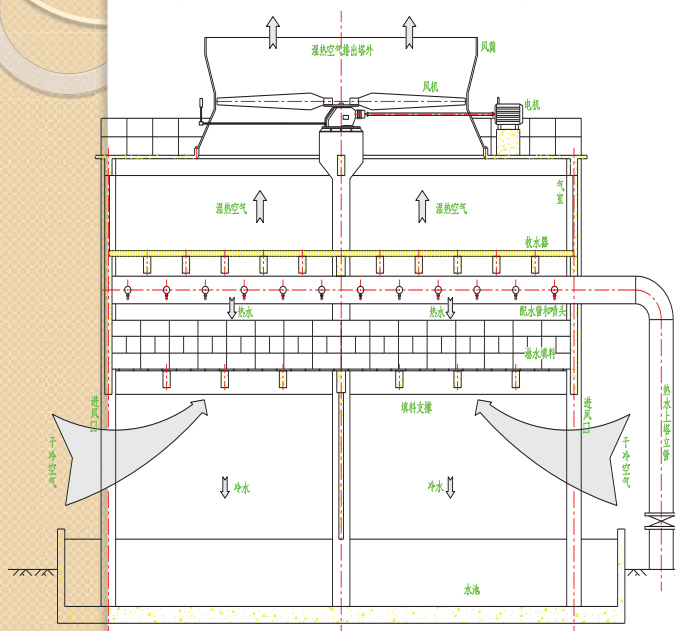 湿热空气排出塔外
风筒
风机
电机
气室
湿热空气
湿热空气
收水器
热水
热水
配水管和喷头
淋水填料
进风口
填料支撑
进风口
热水上塔立管
干冷空气
干冷空气
冷水
冷水
水池